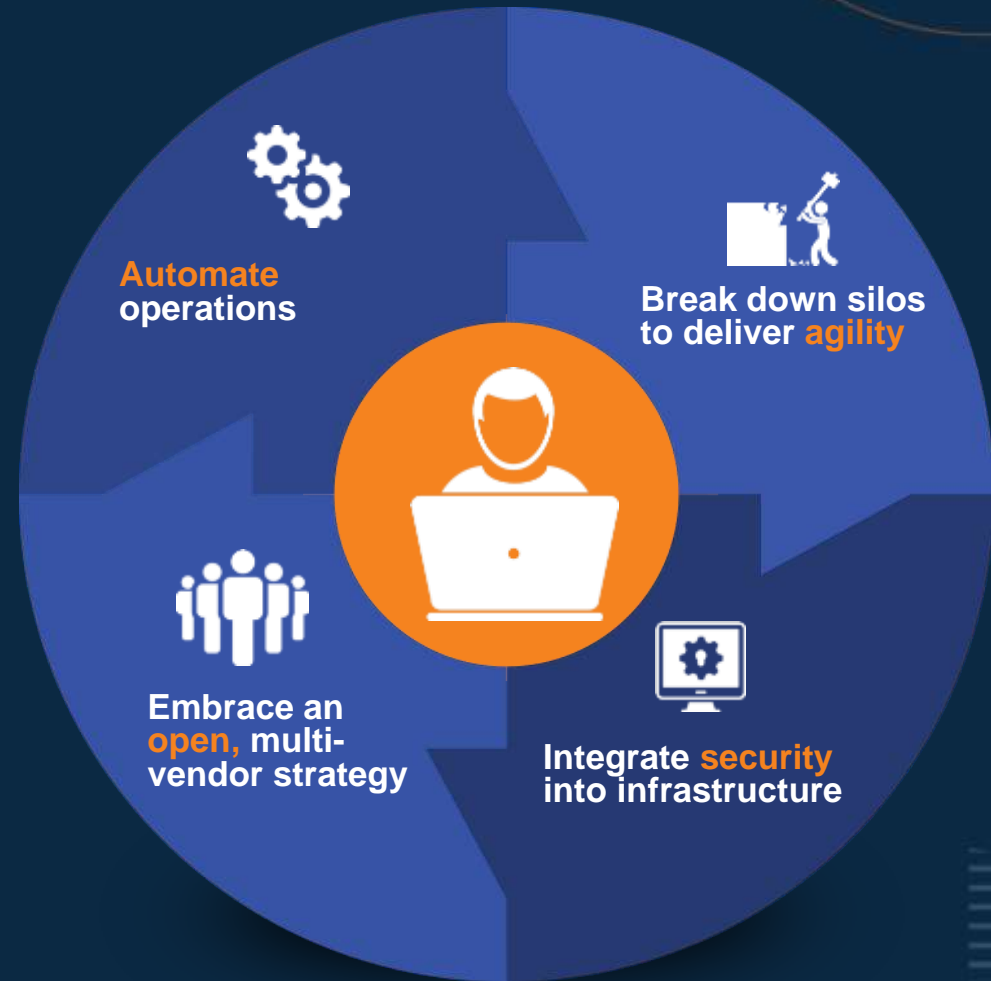 Automate
operations
Break down silos
to deliver agility
Embrace an
open, multi-
vendor strategy
Integrate security
into infrastructure